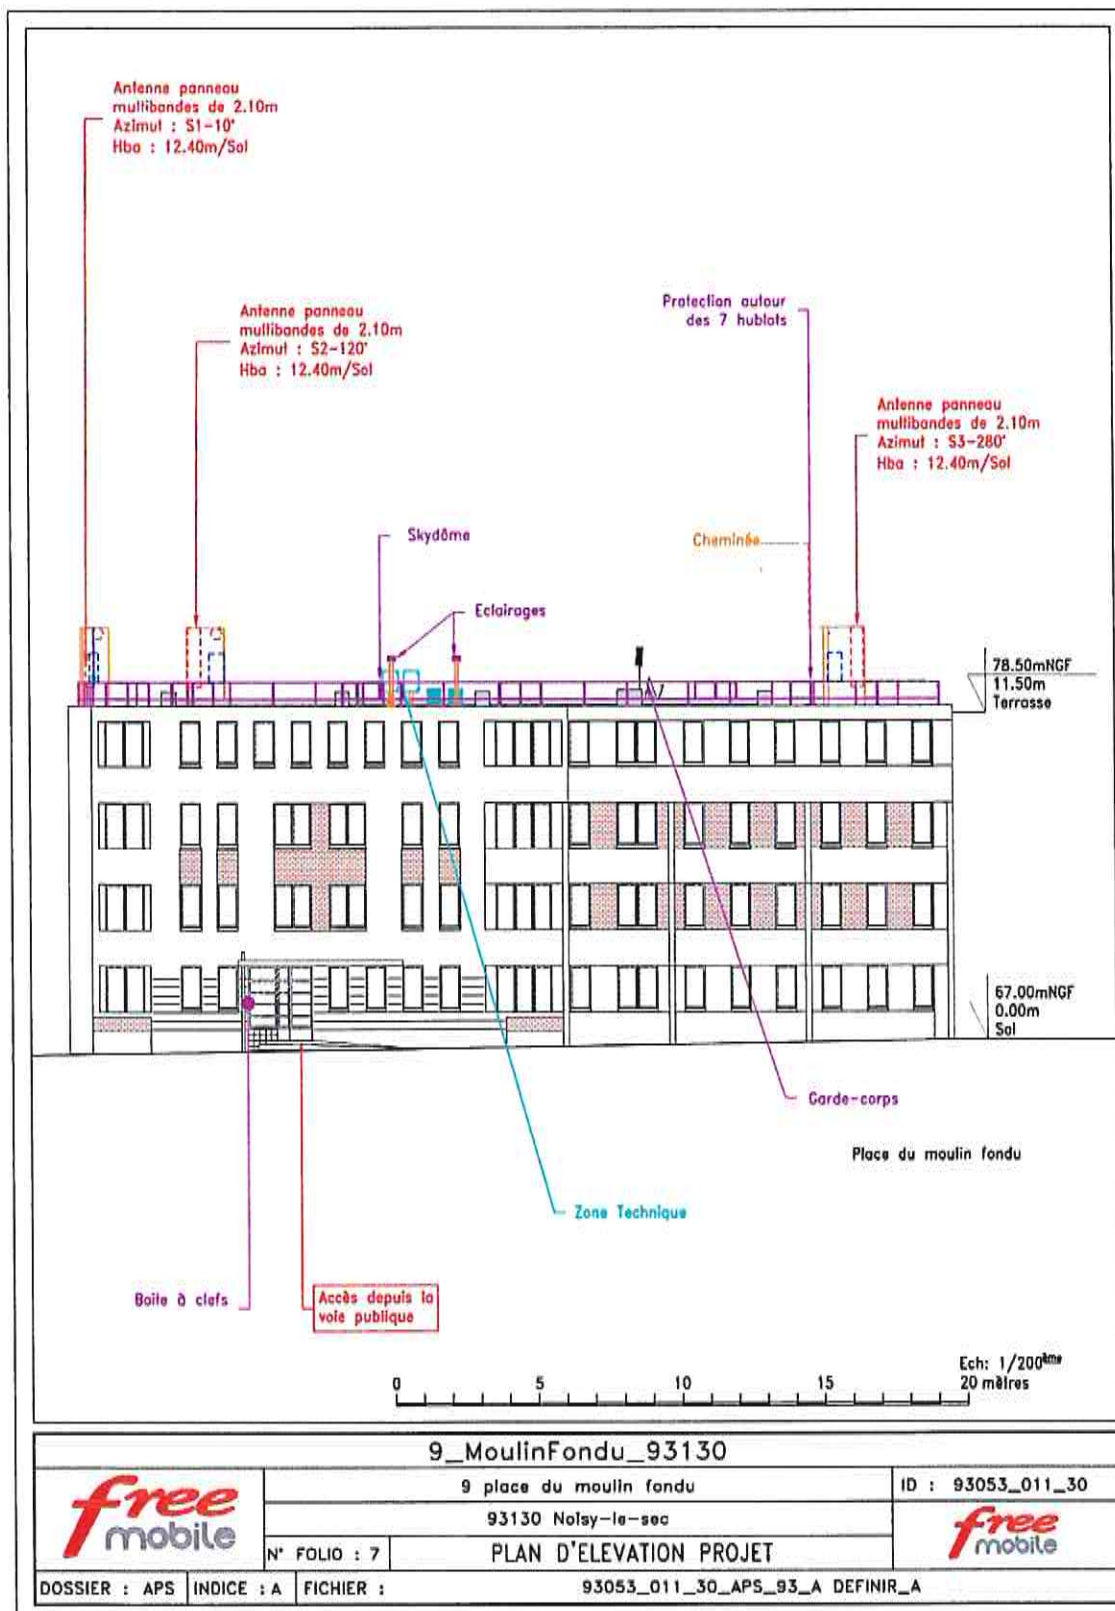 Antenne panneau
multibandes de 2.10m
Azimut : S1-10°
Hba : 12.40m/Sol
Antenne panneau
multibandes de 2.10m
Azimut : S2-120°
Hba : 12.40m/Sol
Protection autour
des 7 hublots
Antenne panneau
multibandes de 2.10m
Azimut : S3-280°
Hba : 12.40m/Sol
Skydôme
Cheminée
Eclairages
78.50mNGF
11.50m
Terrasse
67.00mNGF
0.00m
Sol
Garde-corps
Place du moulin fondu
Zone Technique
Boite à clefs
Accès depuis la
voie publique
Ech: 1/200ème
0 5 10 15 20 mètres
9_MoulinFondu_93130
free
mobile
9 place du moulin fondu
ID : 93053_011_30
93130 Noisy-le-sec
free
mobile
N° FOLIO : 7
PLAN D'ELEVATION PROJET
DOSSIER : APS
INDICE : A
FICHIER :
93053_011_30_APS_93_A DEFINIR_A